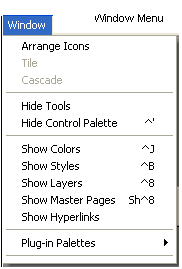 Window Window Menu
Arrange Icons
Tile
Cascade
Hide Tools
Hide Control Palette ^'
Show Colors ^J
Show Styles ^B
Show Layers ^8
Show Master Pages Sh^8
Show Hyperlinks
Plug-in Palettes